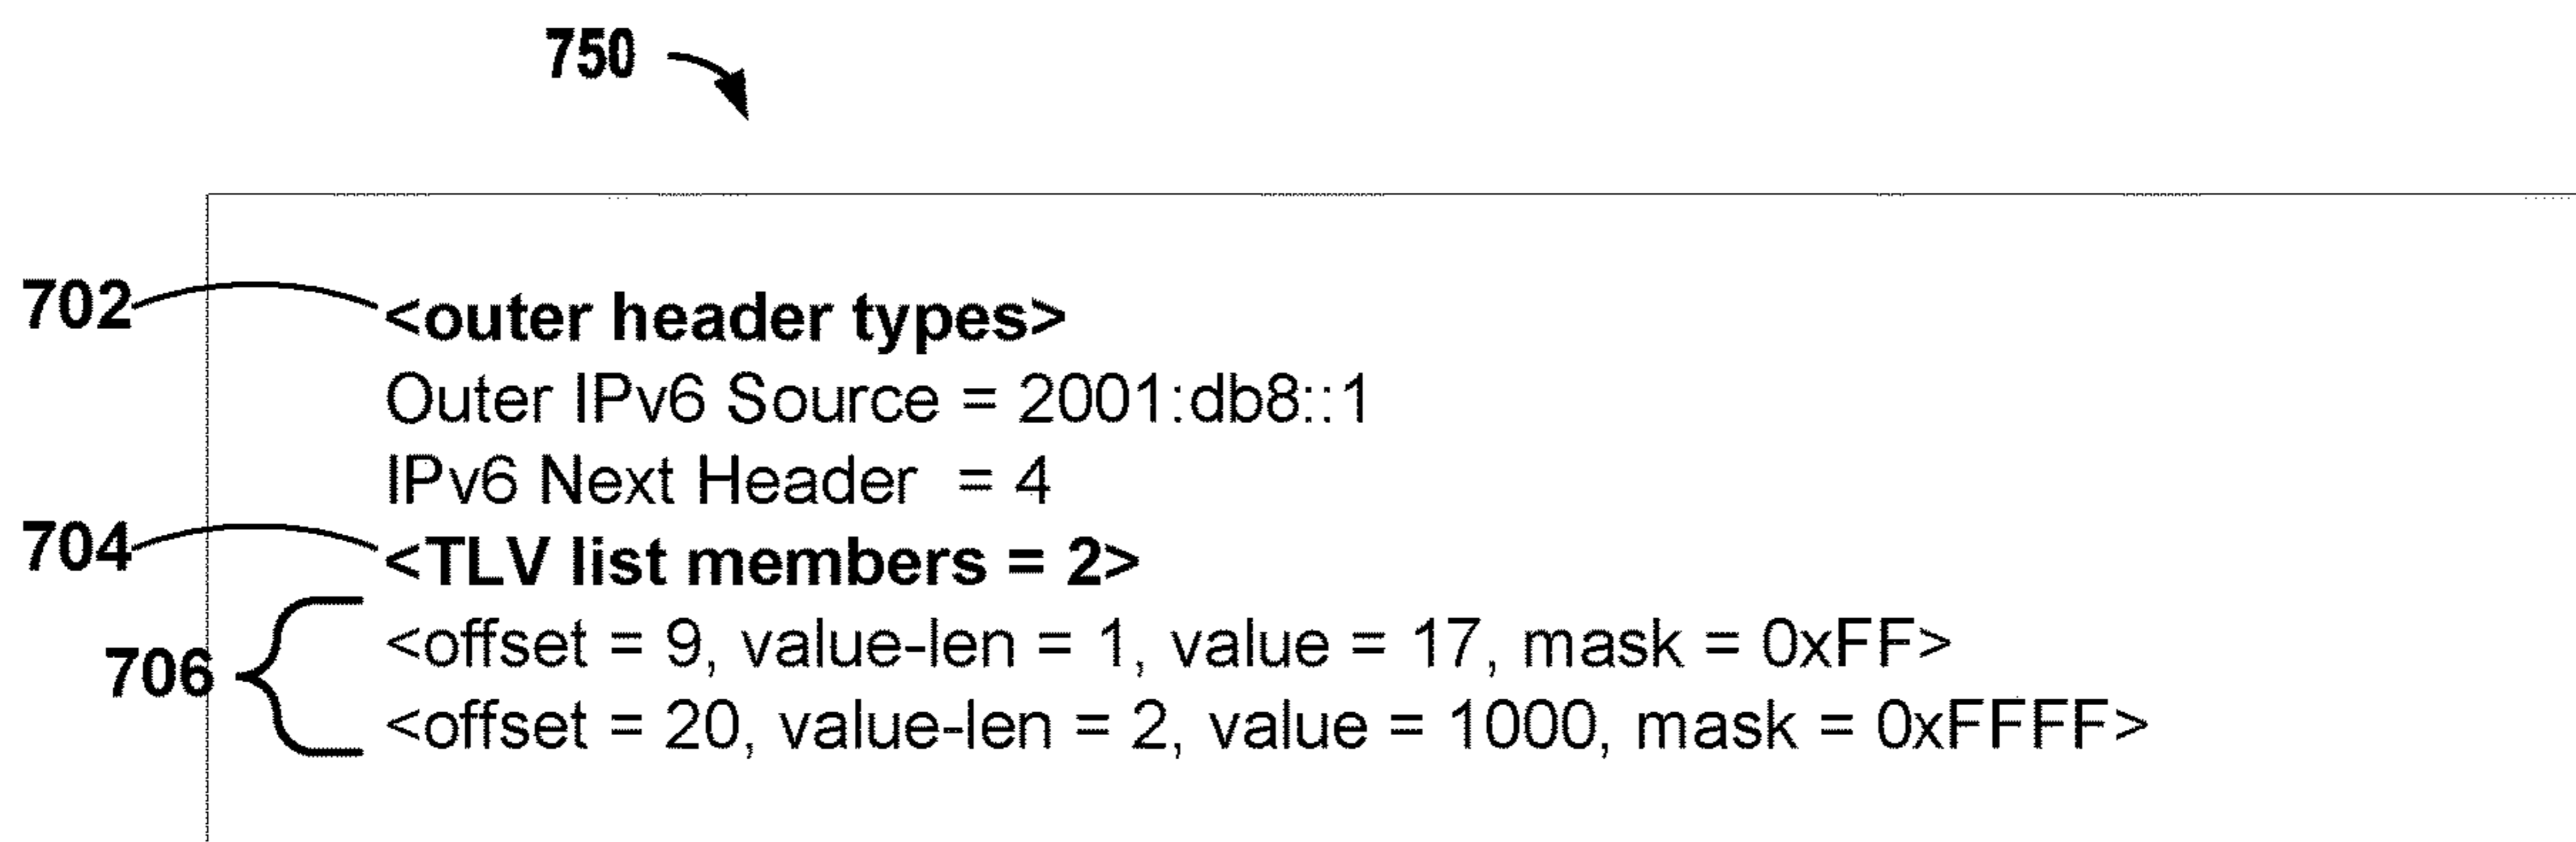 750
702 <outer header types>
Outer IPv6 Source = 2001:db8::1
IPv6 Next Header  = 4
704 <TLV list members = 2>
<offset = 9, value-len = 1, value = 17, mask = 0xFF>
706
<offset = 20, value-len = 2, value = 1000, mask = 0xFFFF>